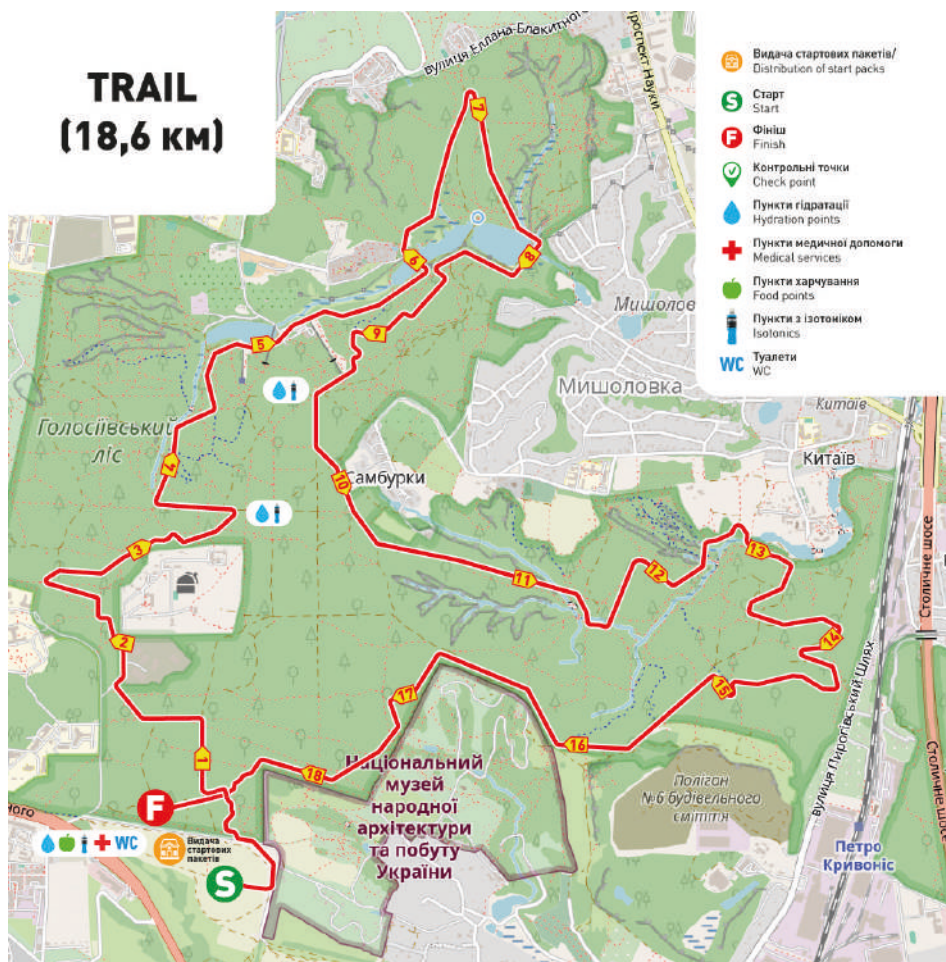 TRAIL
(18,6 км)
вулиця Еллана-Блакитного
Проспект Науки
Видача стартових пакетів/
Distribution of start packs
S
Старт
Start
F
Фініш
Finish
Контрольні точки
Check point
Пункти гідратації
Hydration points
Пункти медичної допомоги
Medical services
Пункти харчування
Food points
Пункти з ізотоніком
Isotonics
WC
Туалети
WC
7
6
8
5
9
Мишолов
Мишоловка
Китаїв
Китаїв
Голосіївський
ліс
4
10
Самбурки
3
11
12
13
2
14
15
16
17
18
1
Столичне шосе
Столичне шосе
вулиця Пирогівський Шлях
Національний
музей
народної
архітектури
та побуту
України
Полігон
№6 будівельного
сміття
Петро
Кривоніс
ного
F
WC
Видача
стартових
пакетів
S